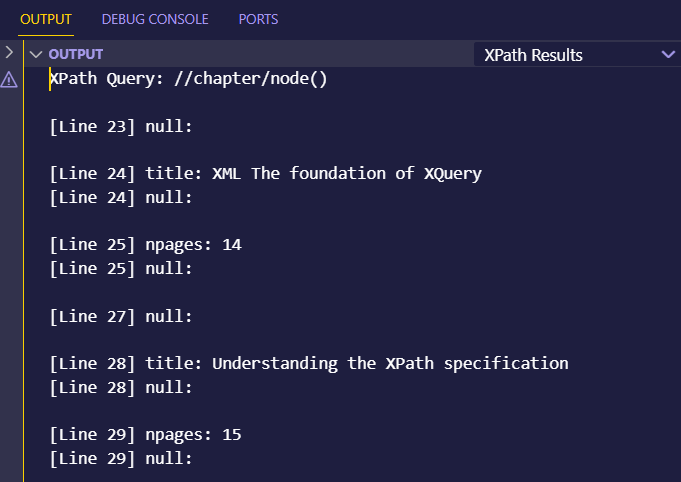 OUTPUT DEBUG CONSOLE PORTS
OUTPUT XPath Results
XPath Query: //chapter/node()
[Line 23] null:
[Line 24] title: XML The foundation of XQuery
[Line 24] null:
[Line 25] npages: 14
[Line 25] null:
[Line 27] null:
[Line 28] title: Understanding the XPath specification
[Line 28] null:
[Line 29] npages: 15
[Line 29] null: